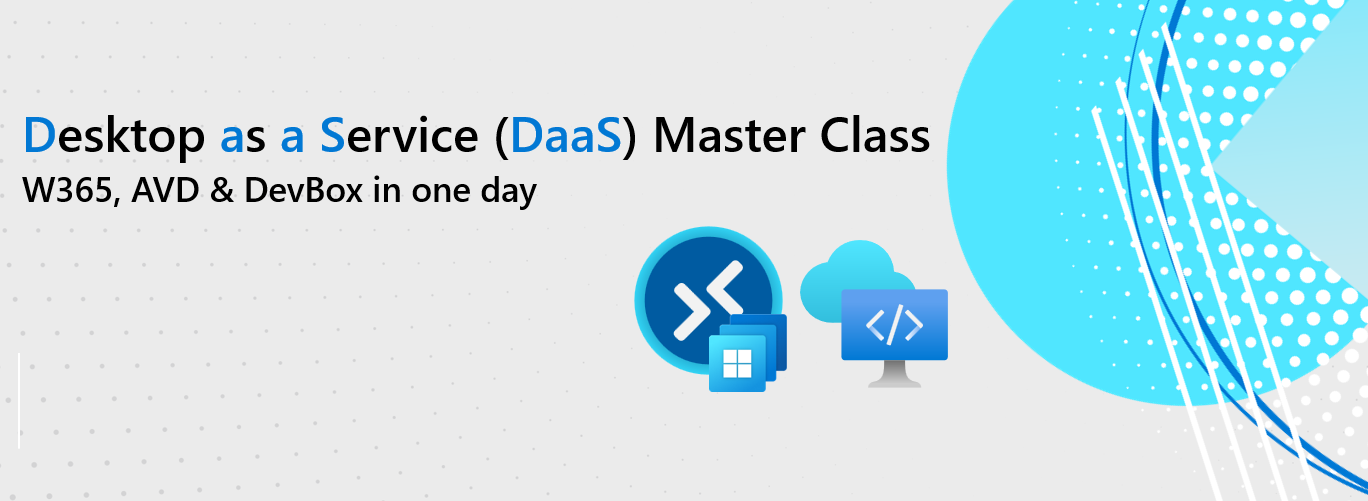 Desktop as a Service (DaaS) Master Class
W365, AVD & DevBox in one day